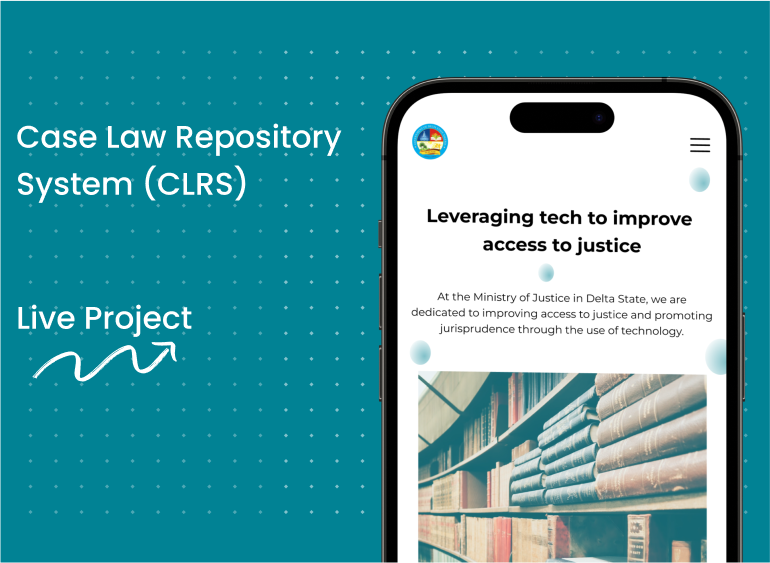 Case Law Repository
System (CLRS)
Live Project
Leveraging tech to improve
access to justice
At the Ministry of Justice in Delta State, we are
dedicated to improving access to justice and promoting
jurisprudence through the use of technology.